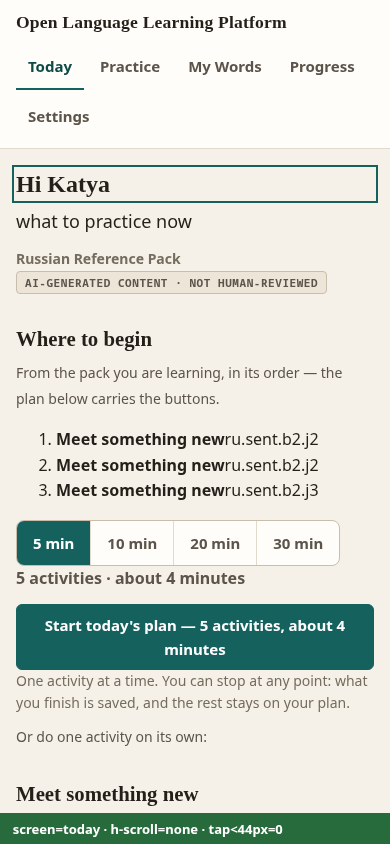 Open Language Learning Platform
Today Practice My Words Progress
Settings
Hi Katya
what to practice now
Russian Reference Pack
AI-GENERATED CONTENT · NOT HUMAN-REVIEWED
Where to begin
From the pack you are learning, in its order — the
plan below carries the buttons.
1. Meet something newru.sent.b2.j2
2. Meet something newru.sent.b2.j2
3. Meet something newru.sent.b2.j3
5 min 10 min 20 min 30 min
5 activities · about 4 minutes
Start today's plan — 5 activities, about 4
minutes
One activity at a time. You can stop at any point: what
you finish is saved, and the rest stays on your plan.
Or do one activity on its own:
Meet something new
screen=today · h-scroll=none · tap<44px=0